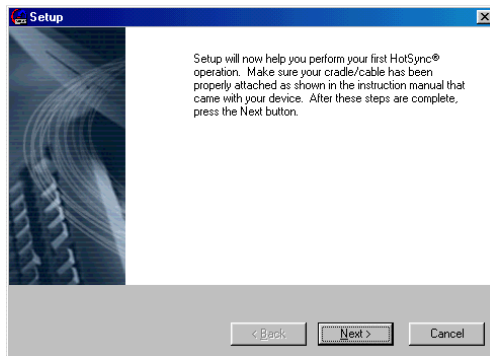 Setup
Setup will now help you perform your first HotSync®
operation. Make sure your cradle/cable has been
properly attached as shown in the instruction manual that
came with your device. After these steps are complete,
press the Next button.
< Back
Next >
Cancel